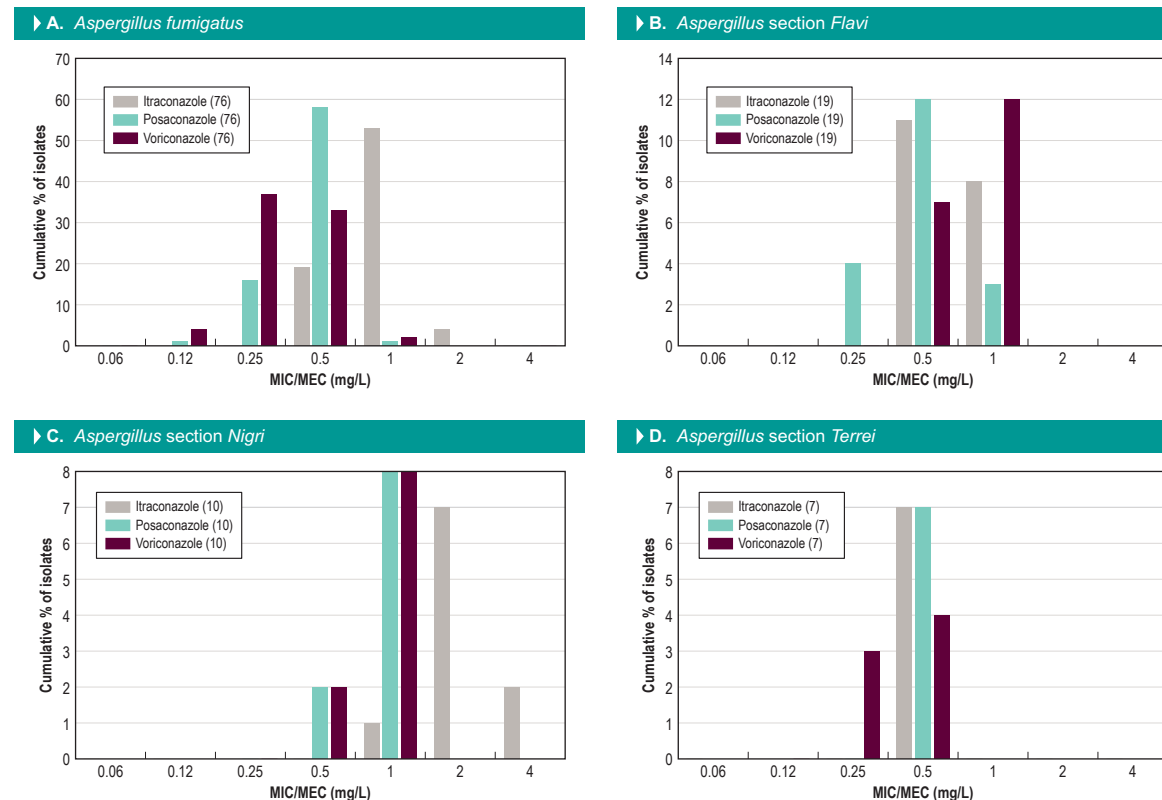 A. Aspergillus fumigatus
70
60
50
40
30
20
10
0
Cumulative % of isolates
Itraconazole (76)
Posaconazole (76)
Voriconazole (76)
0.06 0.12 0.25 0.5 1 2 4
MIC/MEC (mg/L)
B. Aspergillus section Flavi
14
12
10
8
6
4
2
0
Cumulative % of isolates
Itraconazole (19)
Posaconazole (19)
Voriconazole (19)
0.06 0.12 0.25 0.5 1 2 4
MIC/MEC (mg/L)
C. Aspergillus section Nigri
8
7
6
5
4
3
2
1
0
Cumulative % of isolates
Itraconazole (10)
Posaconazole (10)
Voriconazole (10)
0.06 0.12 0.25 0.5 1 2 4
MIC/MEC (mg/L)
D. Aspergillus section Terrei
8
7
6
5
4
3
2
1
0
Cumulative % of isolates
Itraconazole (7)
Posaconazole (7)
Voriconazole (7)
0.06 0.12 0.25 0.5 1 2 4
MIC/MEC (mg/L)